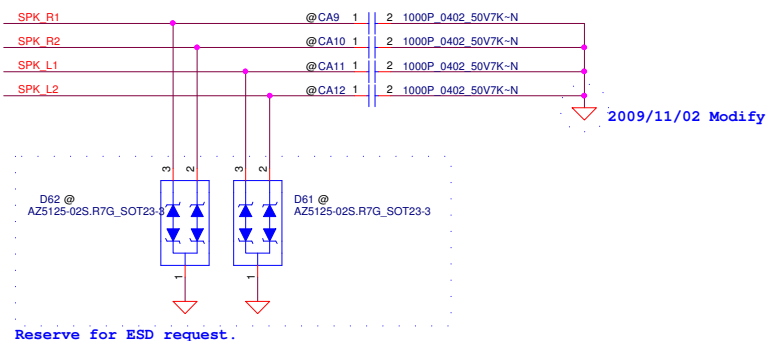 SPK_R1 @CA9 1 2 1000P_0402_50V7K~N
SPK_R2 @CA10 1 2 1000P_0402_50V7K~N
SPK_L1 @CA11 1 2 1000P_0402_50V7K~N
SPK_L2 @CA12 1 2 1000P_0402_50V7K~N
2009/11/02 Modify
3 2 3 2
D62 @ D61 @
AZ5125-02S.R7G_SOT23-3 AZ5125-02S.R7G_SOT23-3
1 1
Reserve for ESD request.